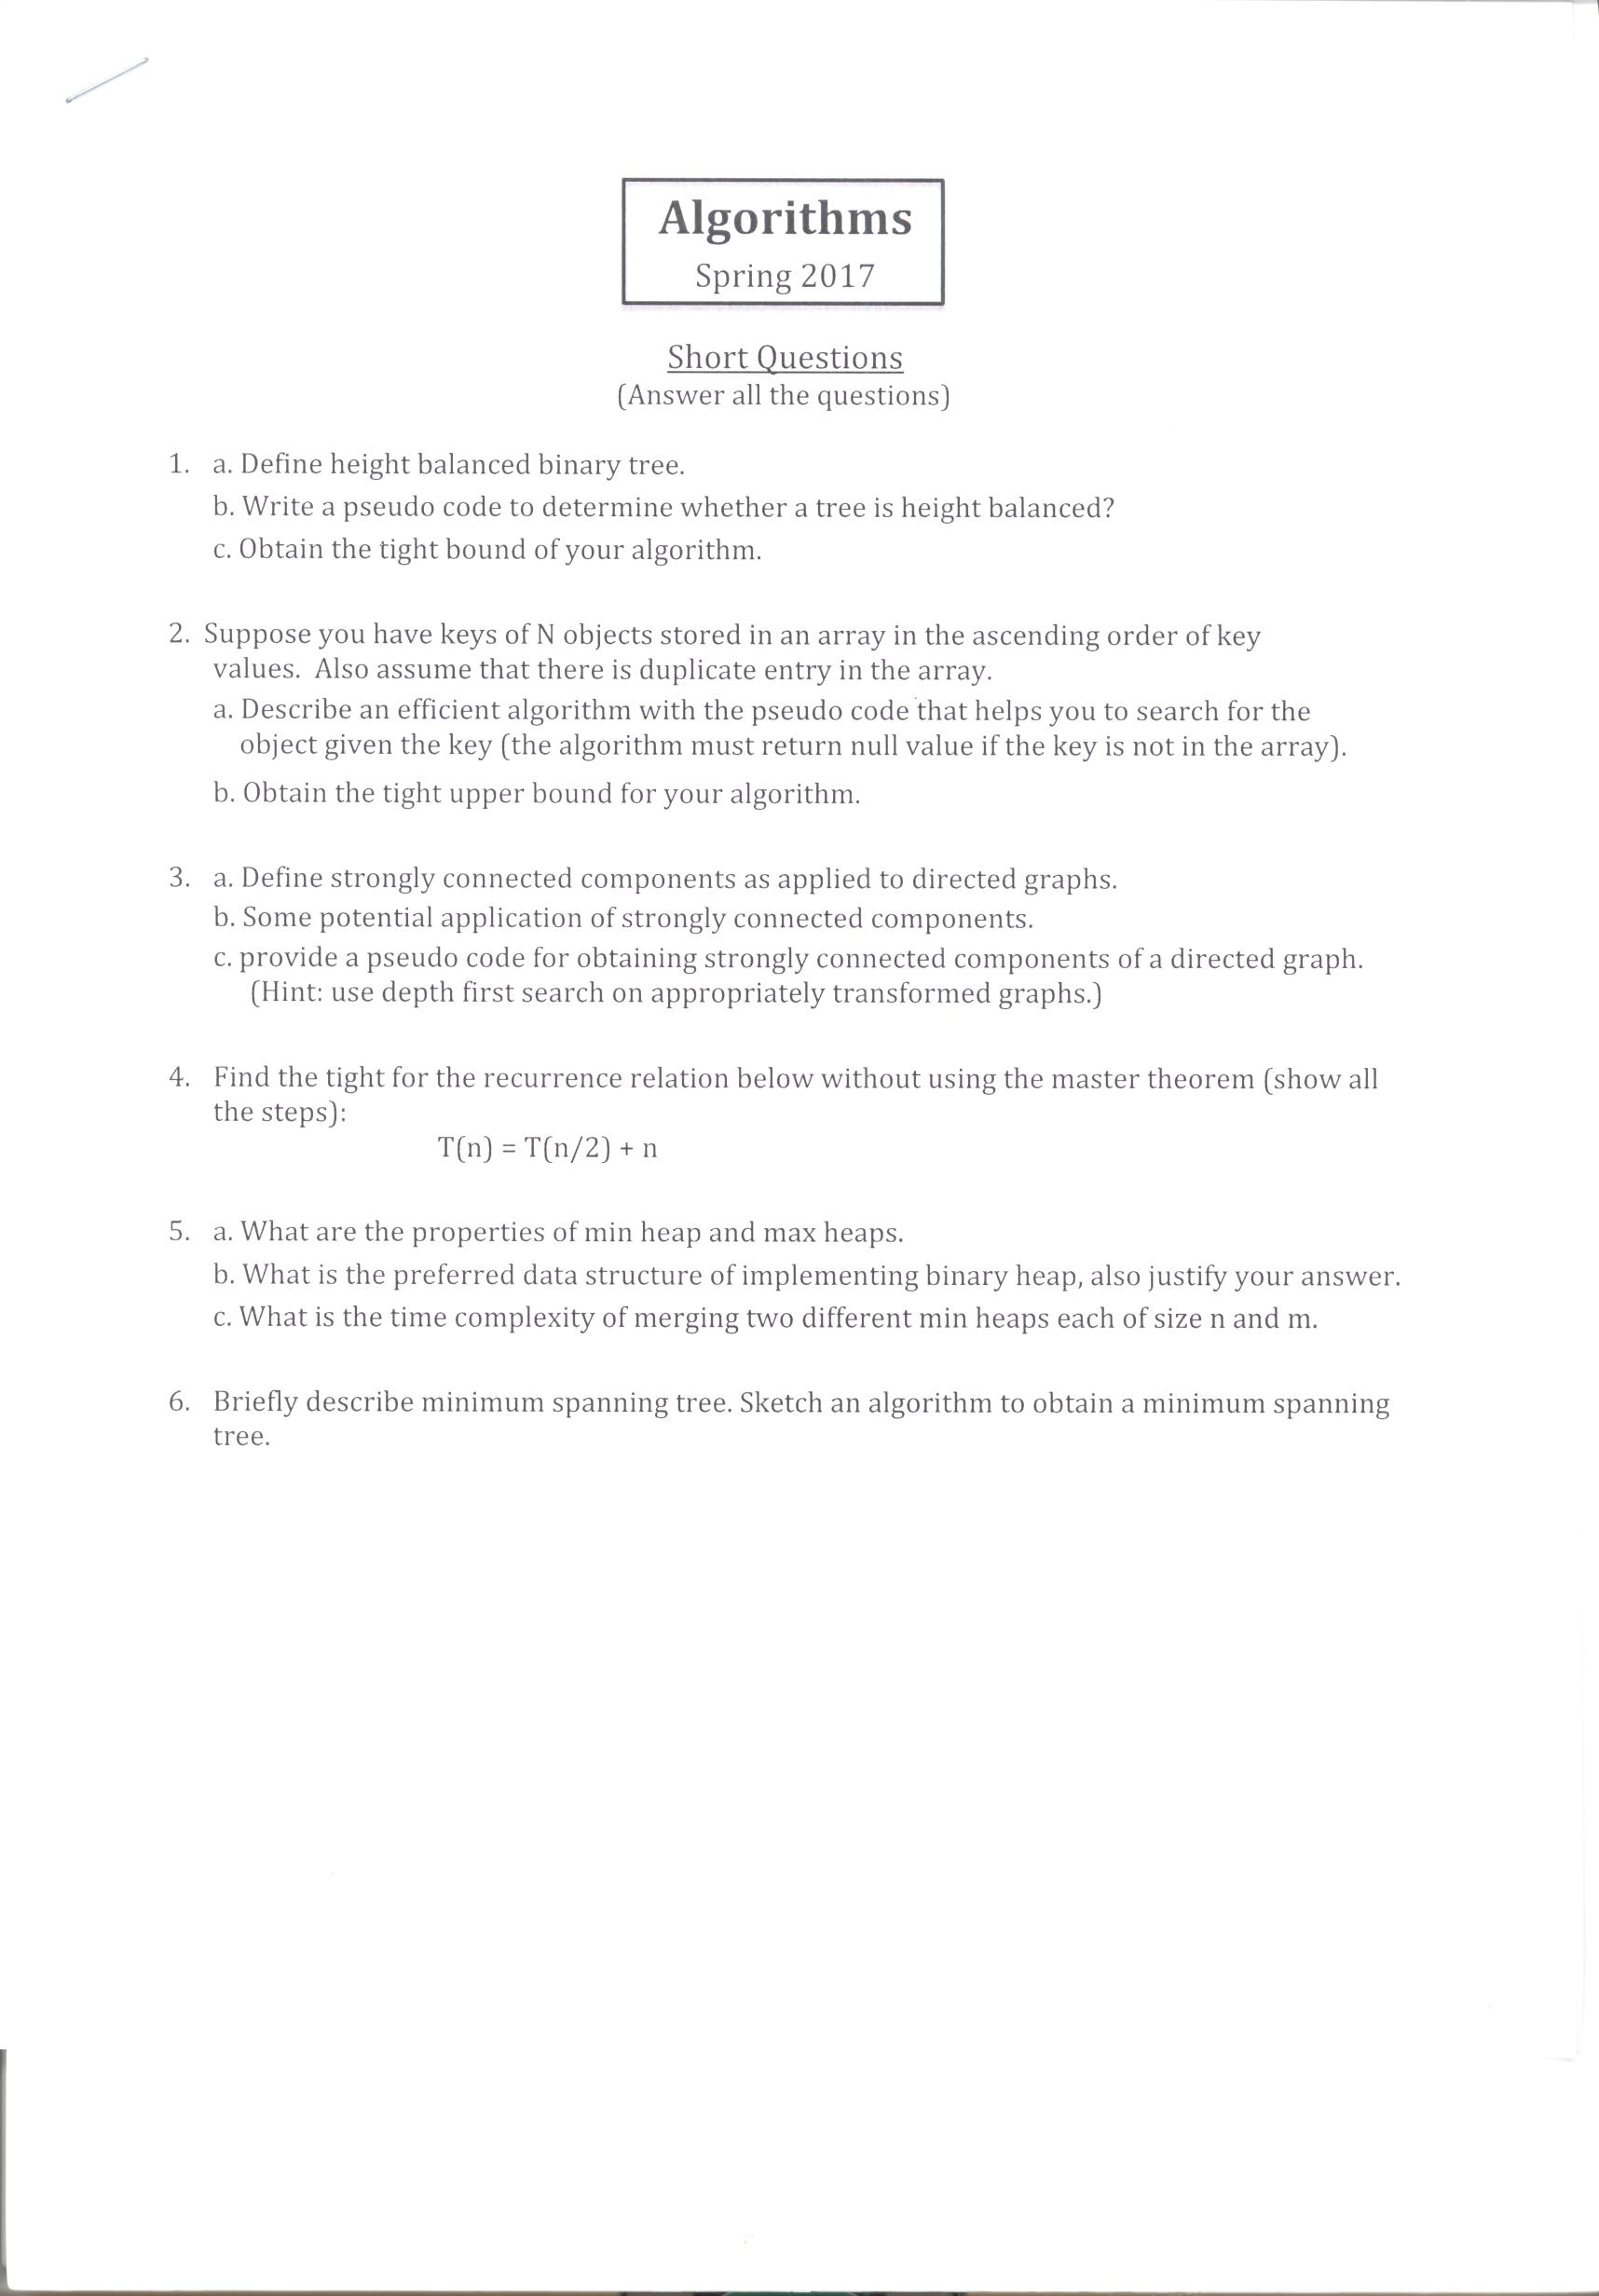 Algorithms
Spring 2017
Short Questions
(Answer all the questions)
1. a. Define height balanced binary tree.
b. Write a pseudo code to determine whether a tree is height balanced?
c. Obtain the tight bound of your algorithm.
2. Suppose you have keys of N objects stored in an array in the ascending order of key
values. Also assume that there is duplicate entry in the array.
a. Describe an efficient algorithm with the pseudo code that helps you to search for the
object given the key (the algorithm must return null value if the key is not in the array).
b. Obtain the tight upper bound for your algorithm.
3. a. Define strongly connected components as applied to directed graphs.
b. Some potential application of strongly connected components.
c. provide a pseudo code for obtaining strongly connected components of a directed graph.
(Hint: use depth first search on appropriately transformed graphs.)
4. Find the tight for the recurrence relation below without using the master theorem (show all
the steps):
T(n) = T(n/2) + n
5. a. What are the properties of min heap and max heaps.
b. What is the preferred data structure of implementing binary heap, also justify your answer.
c. What is the time complexity of merging two different min heaps each of size n and m.
6. Briefly describe minimum spanning tree. Sketch an algorithm to obtain a minimum spanning
tree.